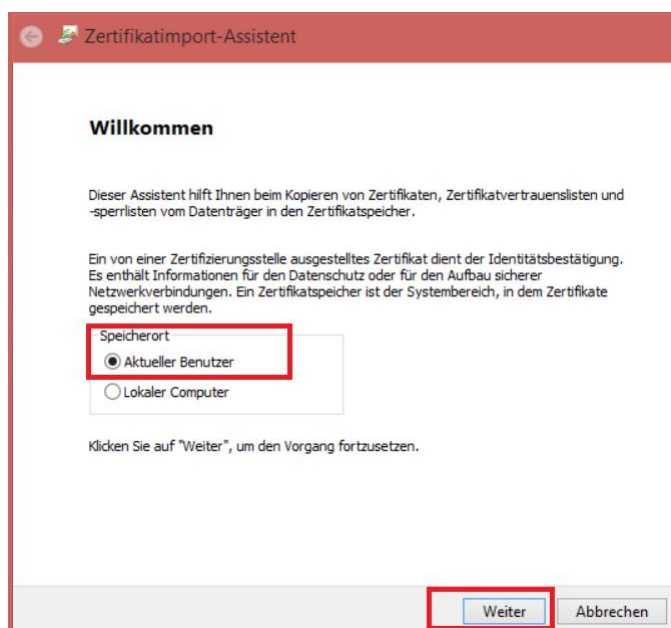 Zertifikatimport-Assistent
Willkommen
Dieser Assistent hilft Ihnen beim Kopieren von Zertifikaten, Zertifikatvertrauenslisten und
-sperrlisten vom Datenträger in den Zertifikatspeicher.
Ein von einer Zertifizierungsstelle ausgestelltes Zertifikat dient der Identitätsbestätigung.
Es enthält Informationen für den Datenschutz oder für den Aufbau sicherer
Netzwerkverbindungen. Ein Zertifikatspeicher ist der Systembereich, in dem Zertifikate
gespeichert werden.
Speicherort
Aktueller Benutzer
Lokaler Computer
Klicken Sie auf "Weiter", um den Vorgang fortzusetzen.
Weiter Abbrechen